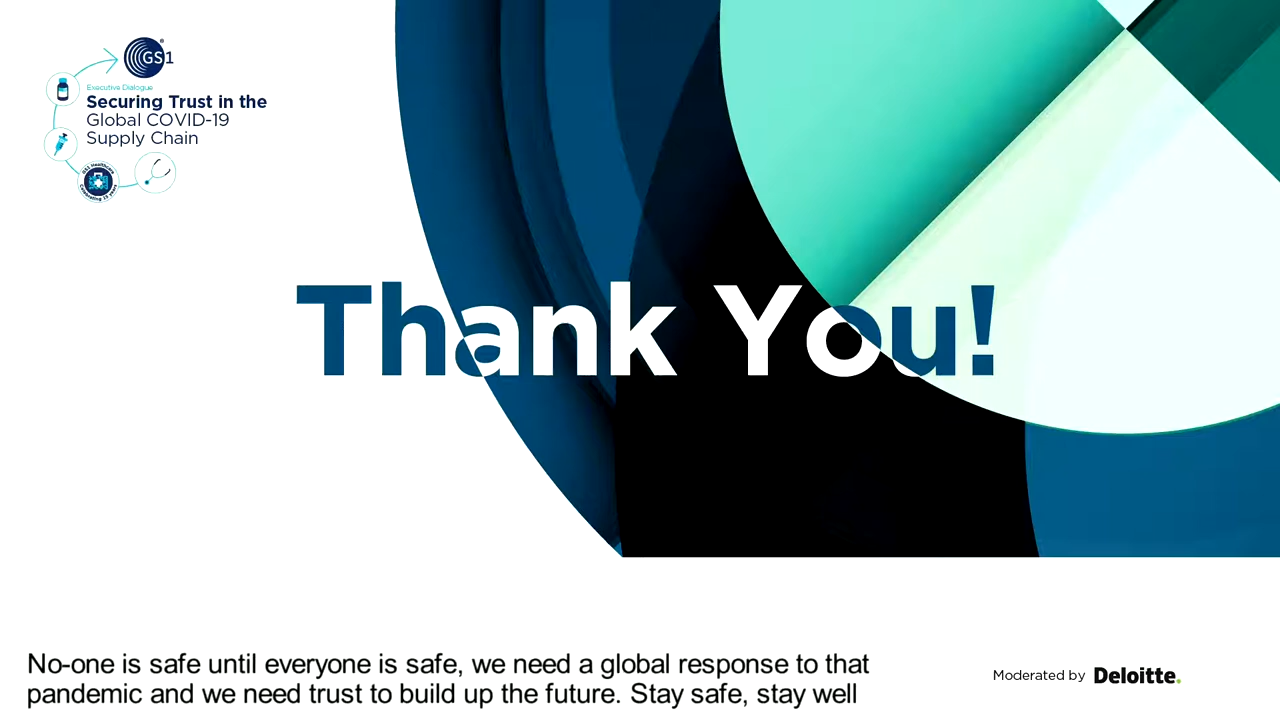 GS1
Executive Dialogue
Securing Trust in the
Global COVID-19
Supply Chain
GS1 Healthcare
Thank You!
No-one is safe until everyone is safe, we need a global response to that
pandemic and we need trust to build up the future. Stay safe, stay well
Moderated by Deloitte.